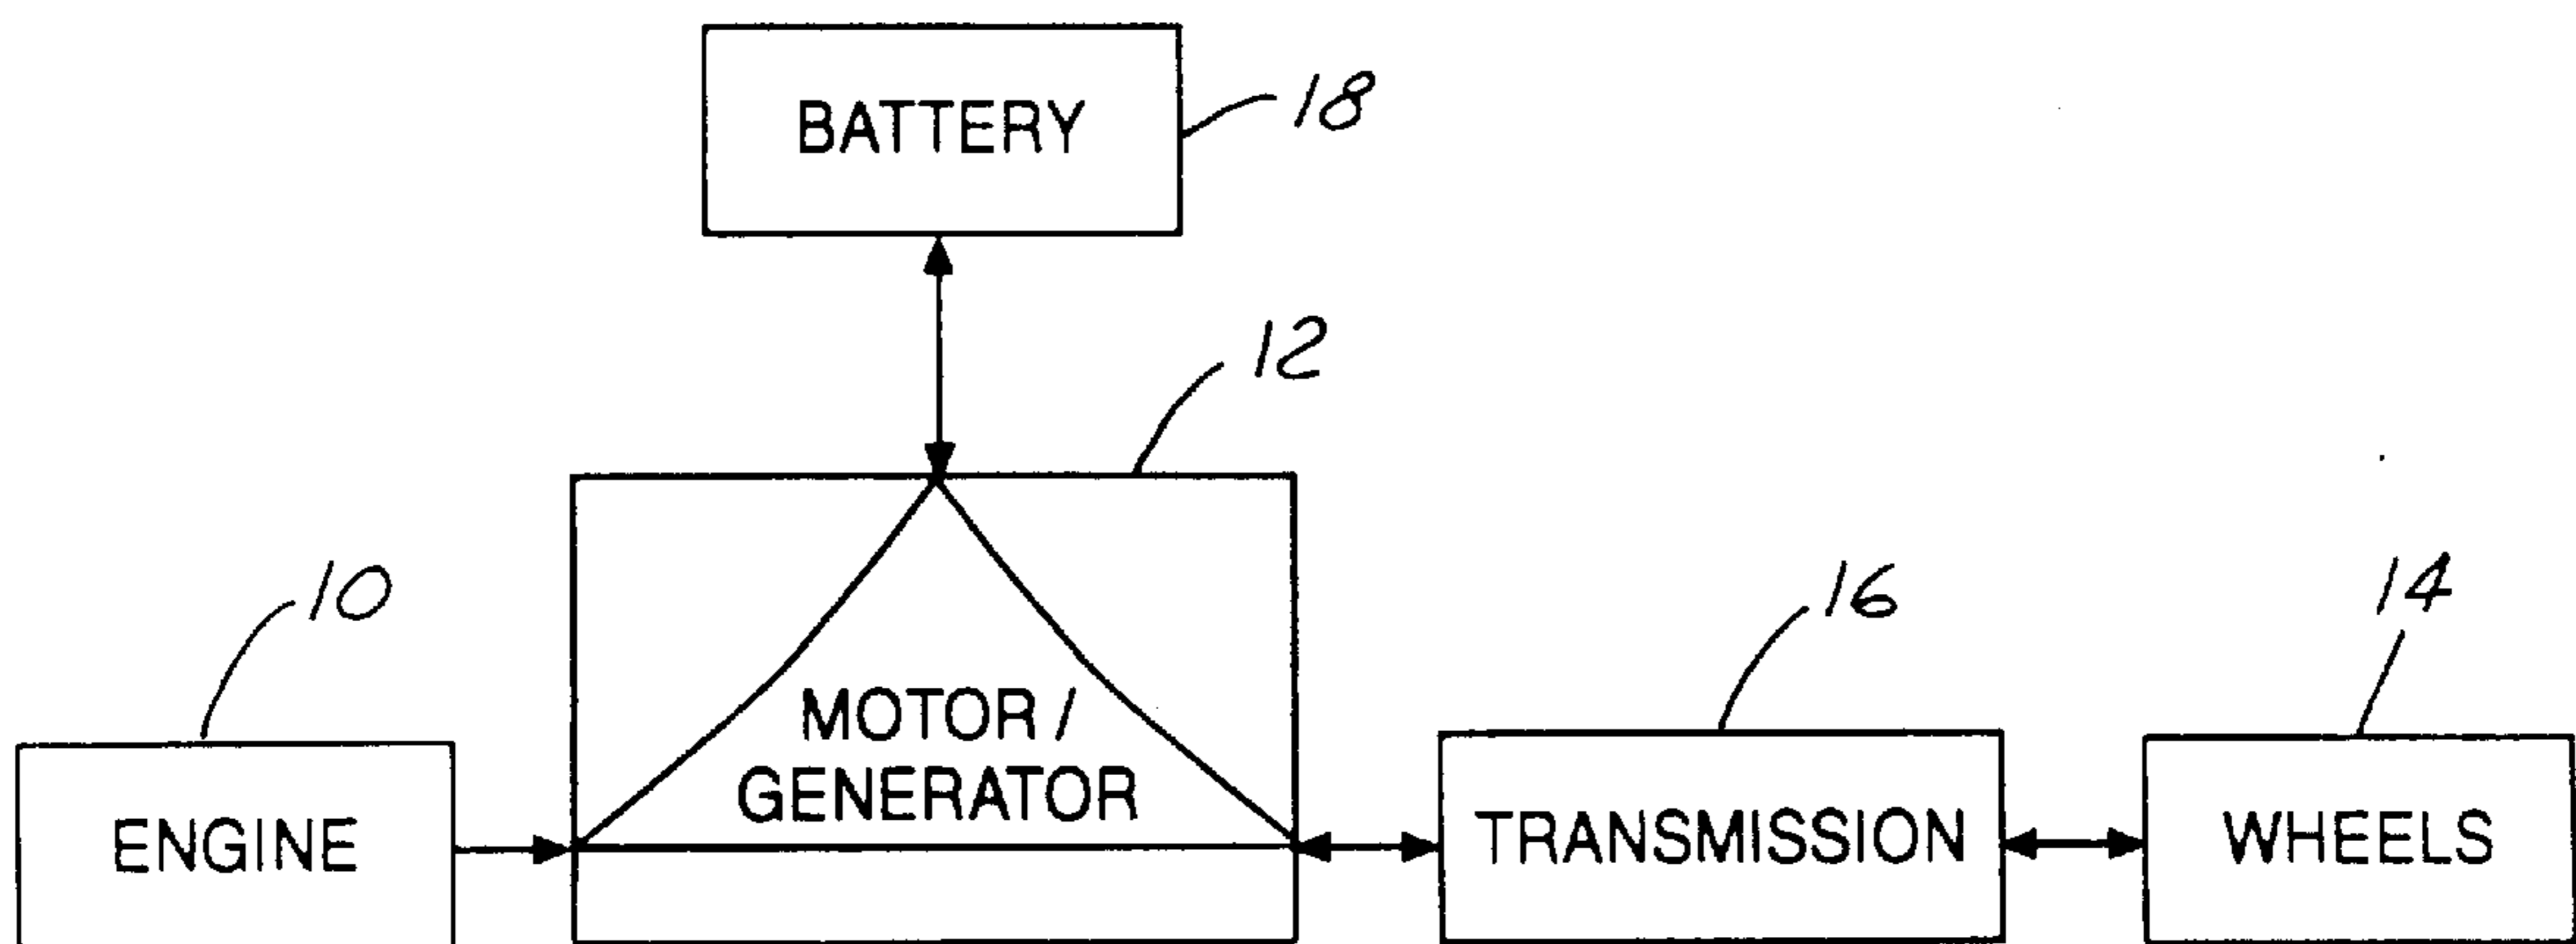 BATTERY
18
12
10
16
14
MOTOR /
GENERATOR
ENGINE
TRANSMISSION
WHEELS